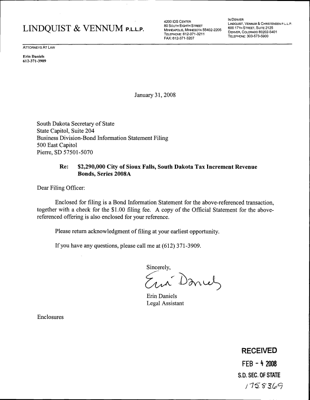 LINDQUIST & VENNUM P.L.L.P.
4200 IDS CENTER
80 SOUTH EIGHTH STREET
MINNEAPOLIS, MINNESOTA 55402-2205
TELEPHONE: 612-371-3211
FAX: 612-371-3207
IN DENVER:
LINDQUIST, VENNUM & CHRISTENSEN P.L.L.P.
600 17TH STREET, SUITE 2125
DENVER, COLORADO 80202-5401
TELEPHONE: 303-573-5900
ATTORNEYS AT LAW
Erin Daniels
612-371-3909
January 31, 2008
South Dakota Secretary of State
State Capitol, Suite 204
Business Division-Bond Information Statement Filing
500 East Capitol
Pierre, SD 57501-5070
Re: $2,290,000 City of Sioux Falls, South Dakota Tax Increment Revenue
Bonds, Series 2008A
Dear Filing Officer:
Enclosed for filing is a Bond Information Statement for the above-referenced transaction,
together with a check for the $1.00 filing fee. A copy of the Official Statement for the above-
referenced offering is also enclosed for your reference.
Please return acknowledgment of filing at your earliest opportunity.
If you have any questions, please call me at (612) 371-3909.
Sincerely,
Erin Daniels
Erin Daniels
Legal Assistant
Enclosures
RECEIVED
FEB - 4 2008
S.D. SEC. OF STATE
1758369